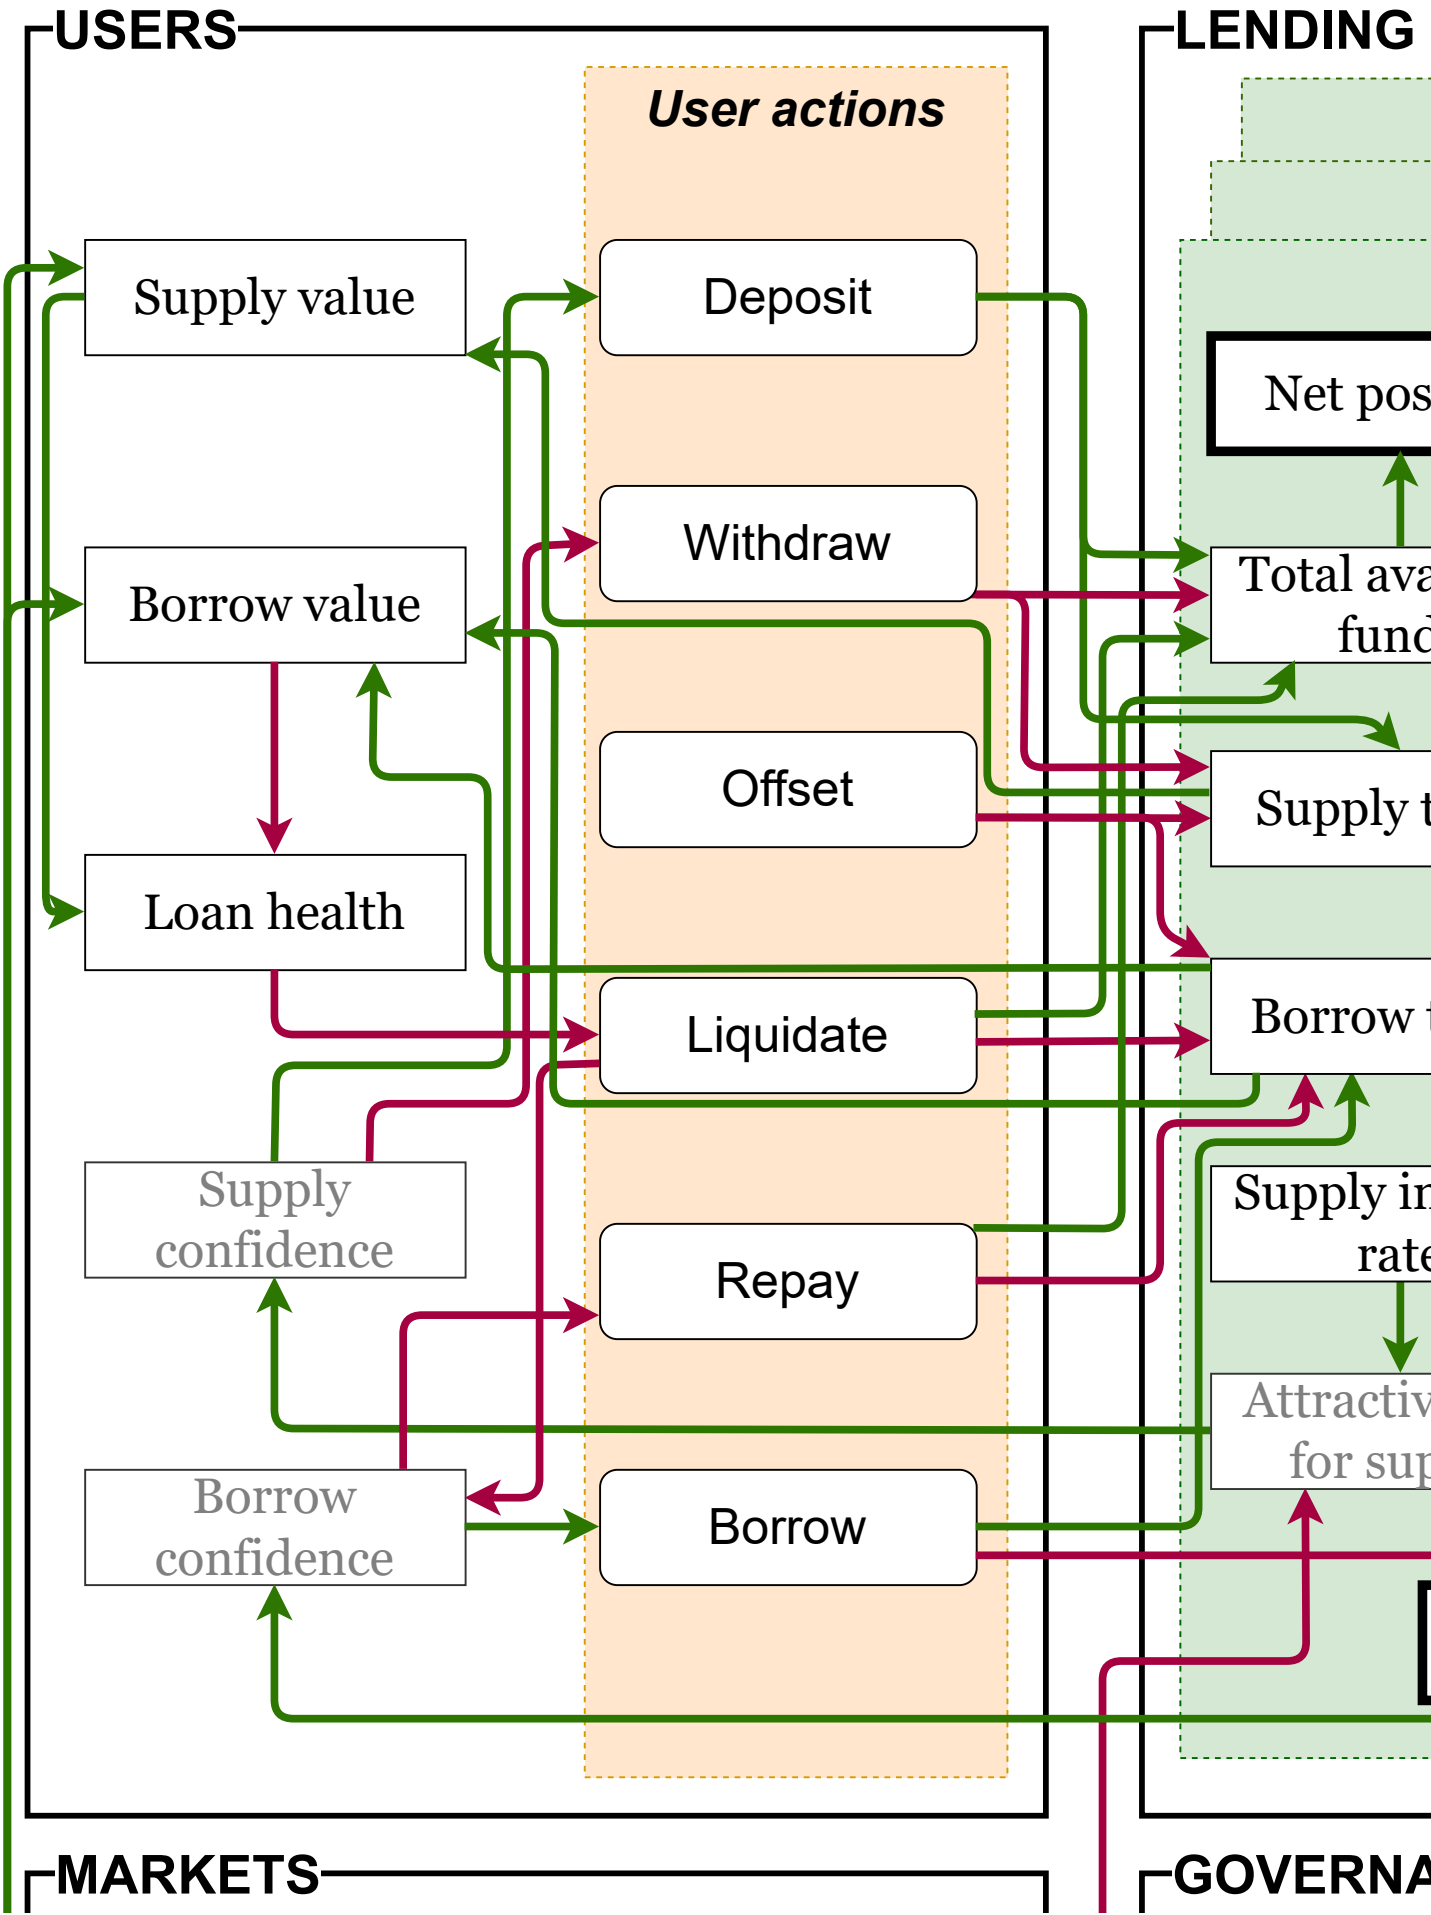 USERS
User actions
Supply value
Borrow value
Loan health
Supply
confidence
Borrow
confidence
Deposit
Withdraw
Offset
Liquidate
Repay
Borrow
LENDING
Net pos
Total ava
fund
Supply t
Borrow t
Supply in
rate
Attractiv
for sup
MARKETS
GOVERNA